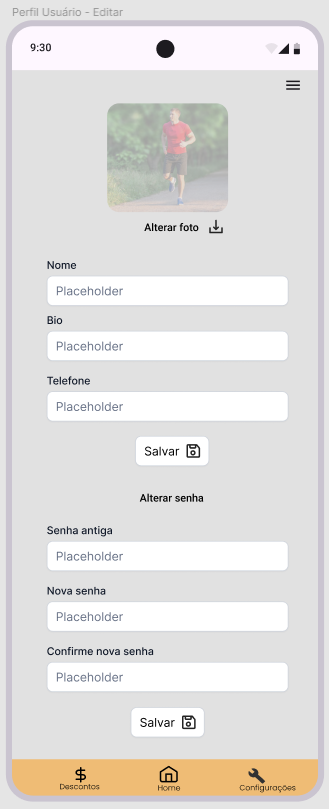 Perfil Usuário - Editar
9:30
Alterar foto
Nome
Placeholder
Bio
Placeholder
Telefone
Placeholder
Salvar
Alterar senha
Senha antiga
Placeholder
Nova senha
Placeholder
Confirme nova senha
Placeholder
Salvar
Descontos Home Configurações